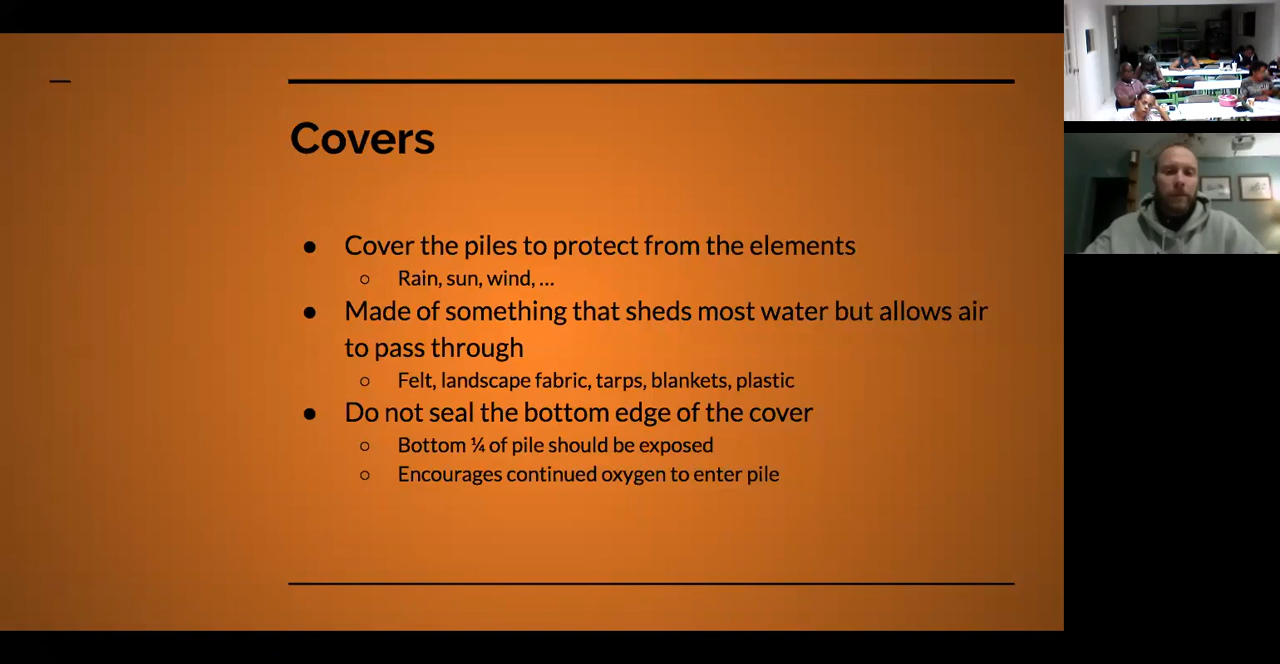 Covers
● Cover the piles to protect from the elements
○ Rain, sun, wind, ...
● Made of something that sheds most water but allows air
to pass through
○ Felt, landscape fabric, tarps, blankets, plastic
● Do not seal the bottom edge of the cover
○ Bottom ¼ of pile should be exposed
○ Encourages continued oxygen to enter pile